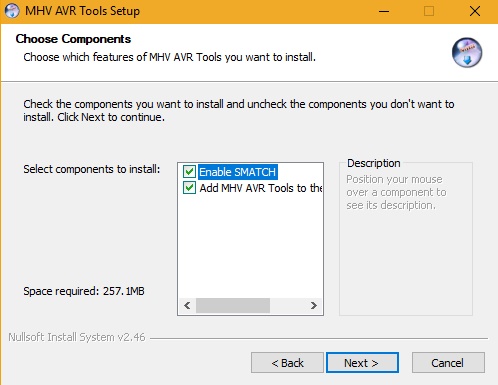 MHV AVR Tools Setup
Choose Components
Choose which features of MHV AVR Tools you want to install.
Check the components you want to install and uncheck the components you don't want to
install. Click Next to continue.
Select components to install:
Enable SMATCH
Add MHV AVR Tools to the
Description
Position your mouse
over a component to
see its description.
Space required: 257.1MB
Nullsoft Install System v2.46
< Back
Next >
Cancel